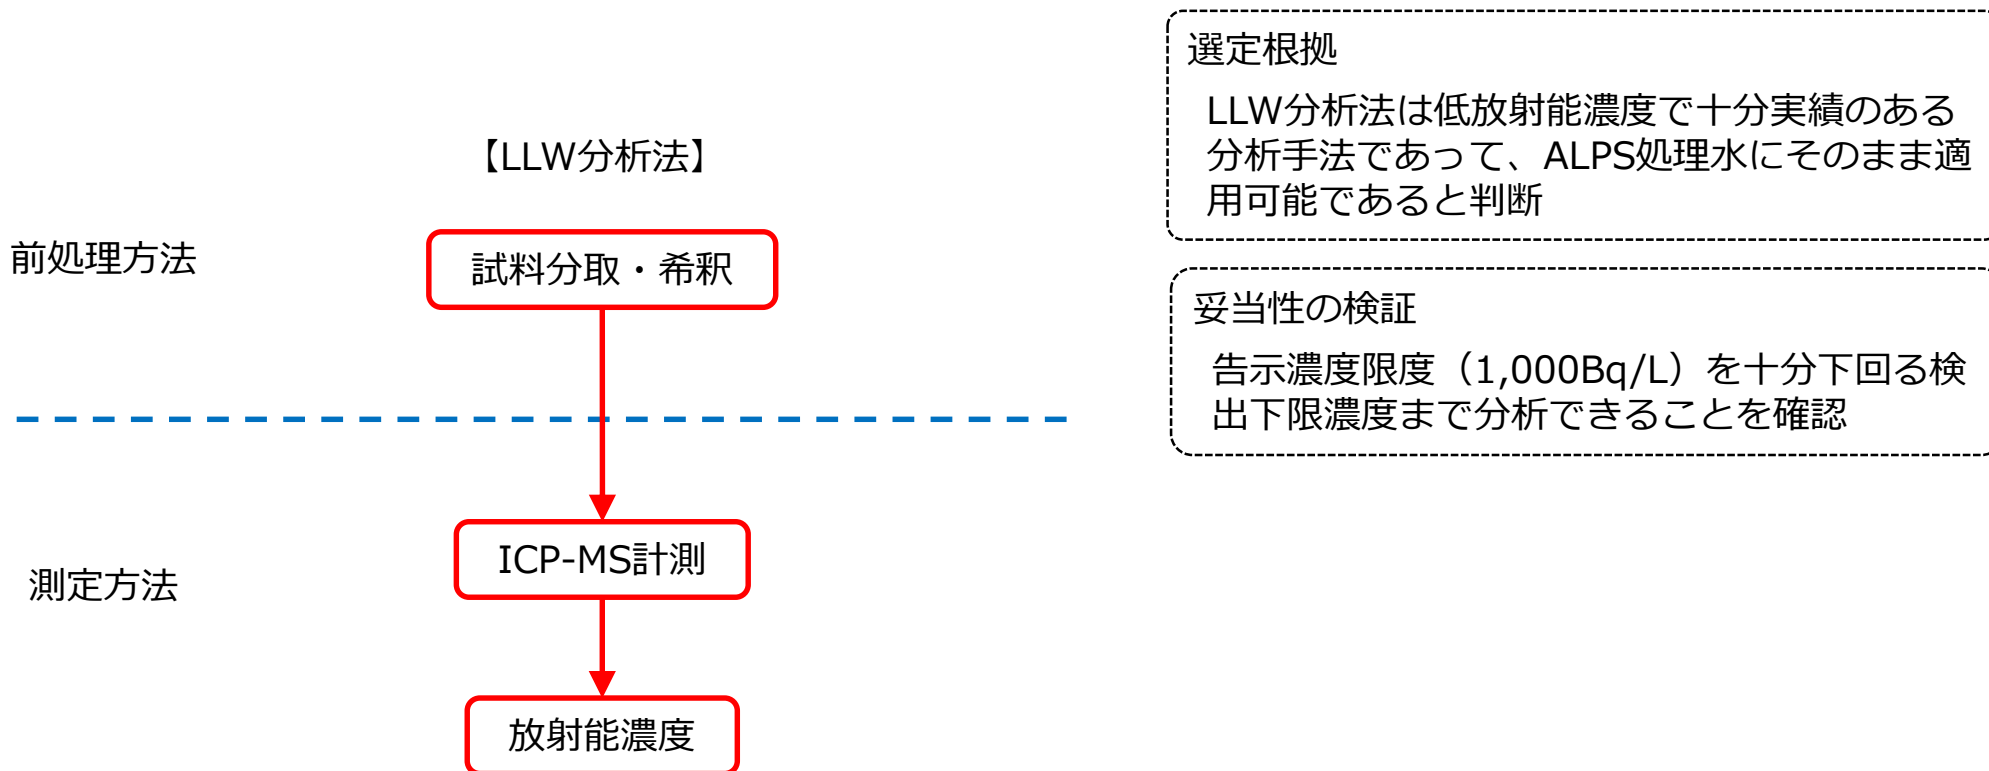 【LLW分析法】
前処理方法
試料分取・希釈
測定方法
ICP-MS計測
放射能濃度
選定根拠
LLW分析法は低放射能濃度で十分実績のある
分析手法であって、ALPS処理水にそのまま適
用可能であると判断
妥当性の検証
告示濃度限度（1,000Bq/L）を十分下回る検
出下限濃度まで分析できることを確認